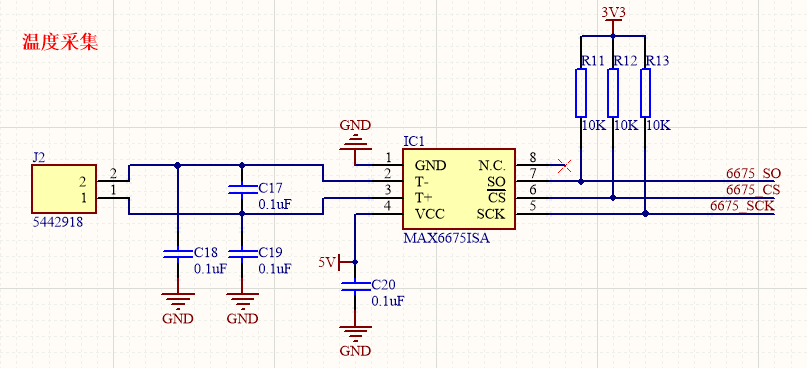 温度采集
3V3
R11
R12
R13
10K
10K
10K
GND
IC1
J2
2
1
2
1
5442918
C17
0.1uF
C18
0.1uF
C19
0.1uF
GND
GND
1
2
3
4
GND
T-
T+
VCC
N.C.
SO
CS
SCK
8
7
6
5
MAX6675ISA
6675_SO
6675_CS
6675_SCK
5V
C20
0.1uF
GND